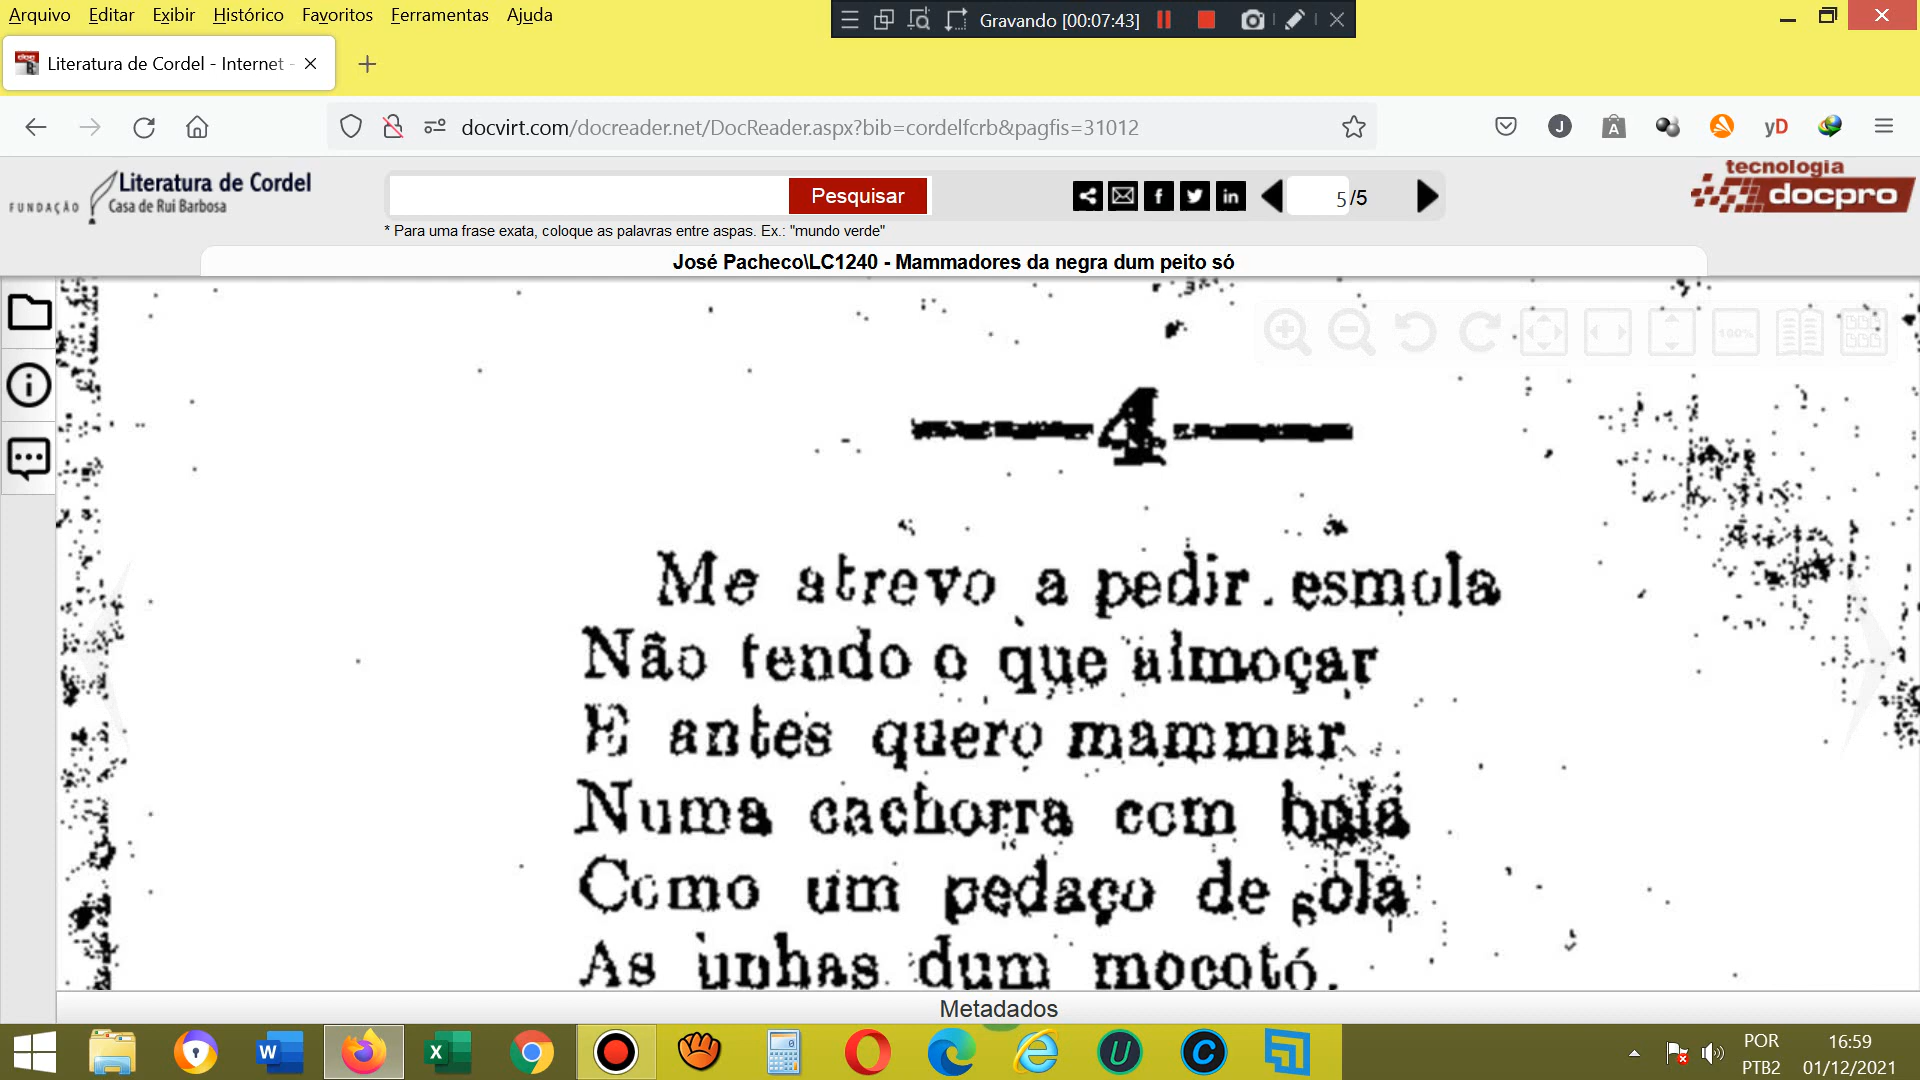 Arquivo Editar Exibir Histórico Favoritos Ferramentas Ajuda
Gravando [00:07:43]
Literatura de Cordel - Internet -
docvirt.com/docreader.net/DocReader.aspx?bib=cordelfcrb&pagfis=31012
FUNDAÇÃO
Literatura de Cordel
Casa de Rui Barbosa
Pesquisar
5 /5
tecnologia
docpro
* Para uma frase exata, coloque as palavras entre aspas. Ex.: "mundo verde"
José Pacheco\LC1240 - Mammadores da negra dum peito só
100%
4
Me atrevo a pedir. esmola
Não tendo o que almoçar
E antes quero mammar
Numa cachorra com bola
Como um pedaço de sola
As unhas dum mocotó.
Metadados
POR
PTB2
16:59
01/12/2021